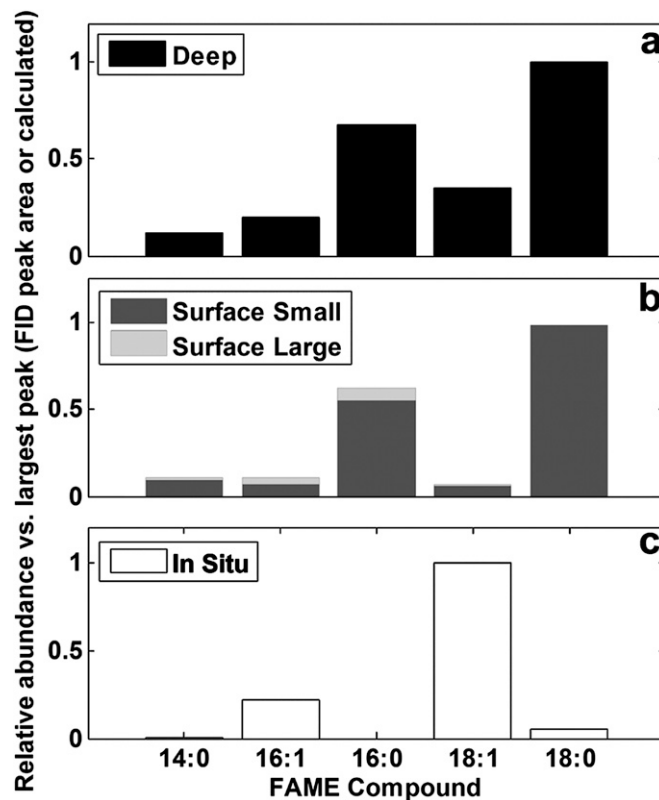 Relative abundance vs. largest peak (FID peak area or calculated)
a
Deep
1
0.5
0
b
Surface Small
Surface Large
1
0.5
0
c
In Situ
1
0.5
0
14:0 16:1 16:0 18:1 18:0
FAME Compound